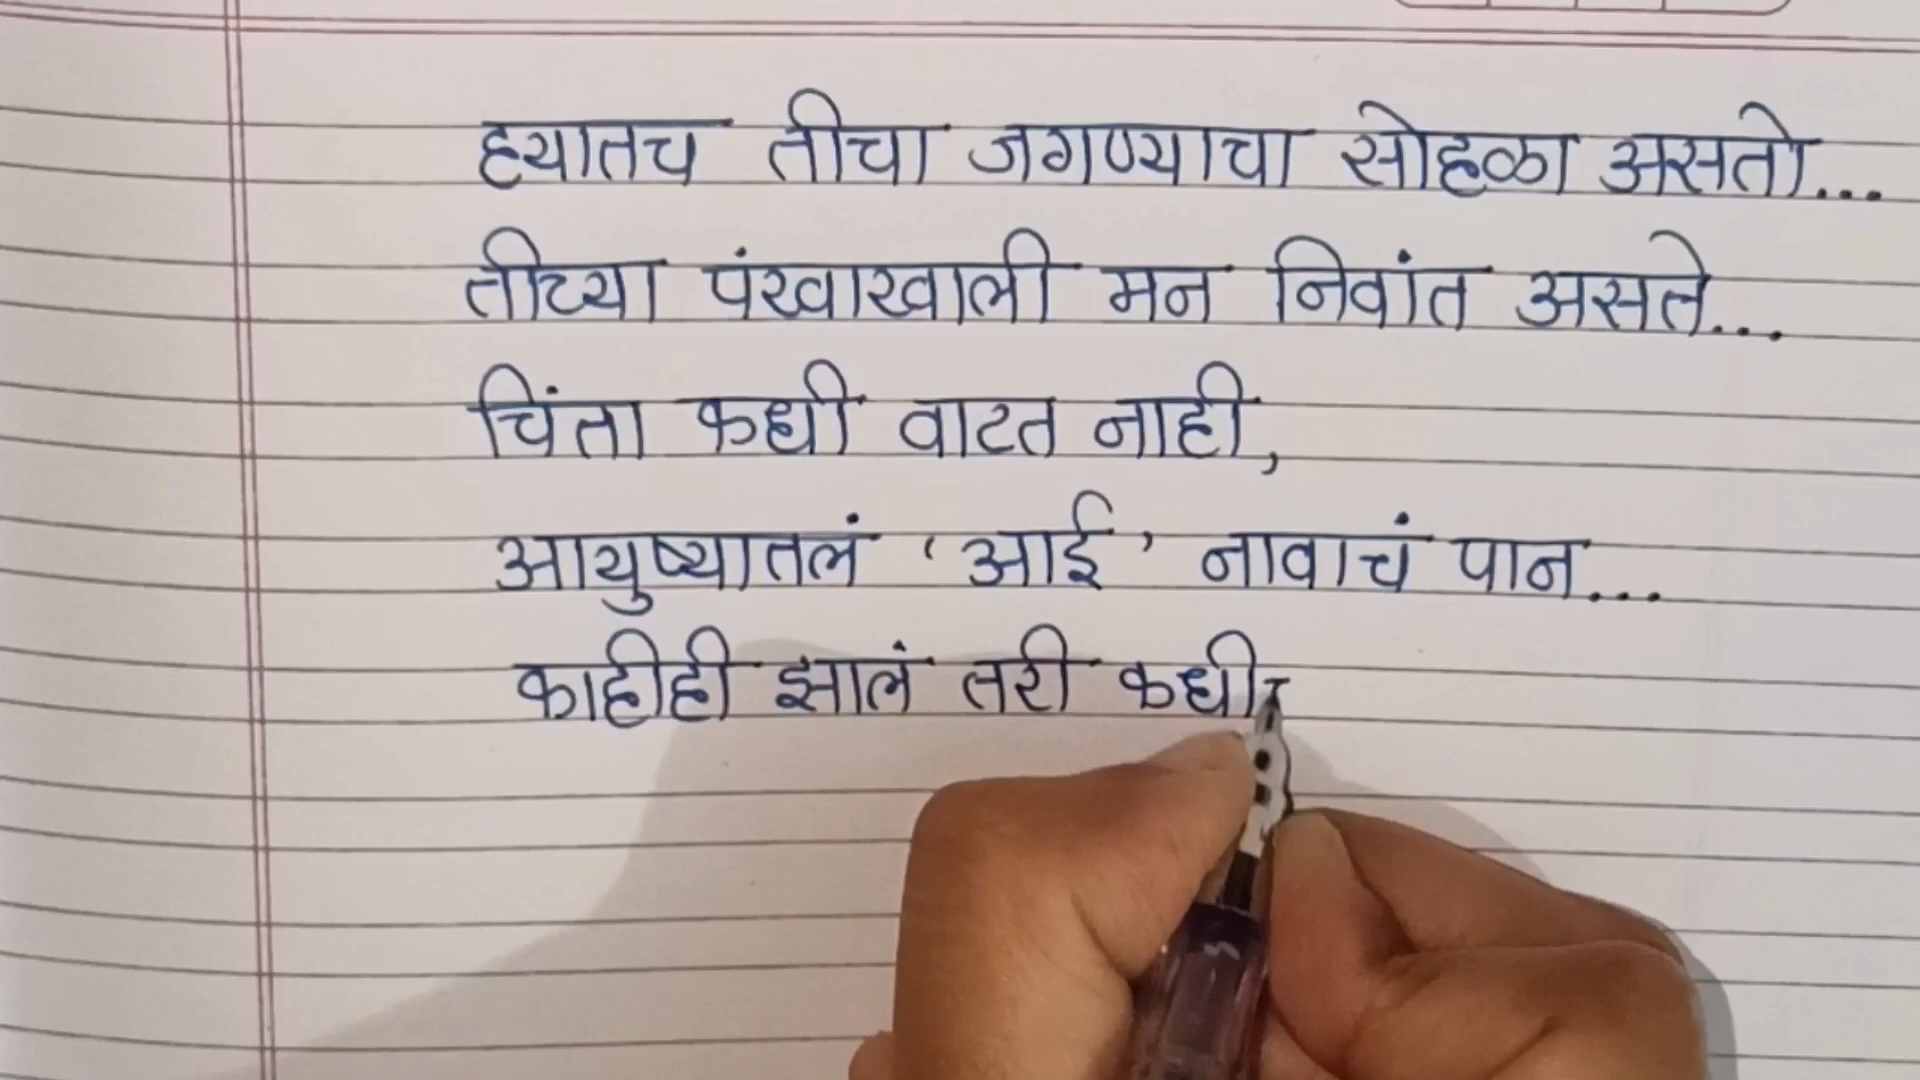 ह्यातच तीचा जगण्याचा सोहळा असतो...
तीच्या पंखाखाली मन निवांत असते...
चिंता कधी वाटत नाही,
आयुष्यातलं 'आई' नावाचं पान...
काहीही झालं तरी कधी